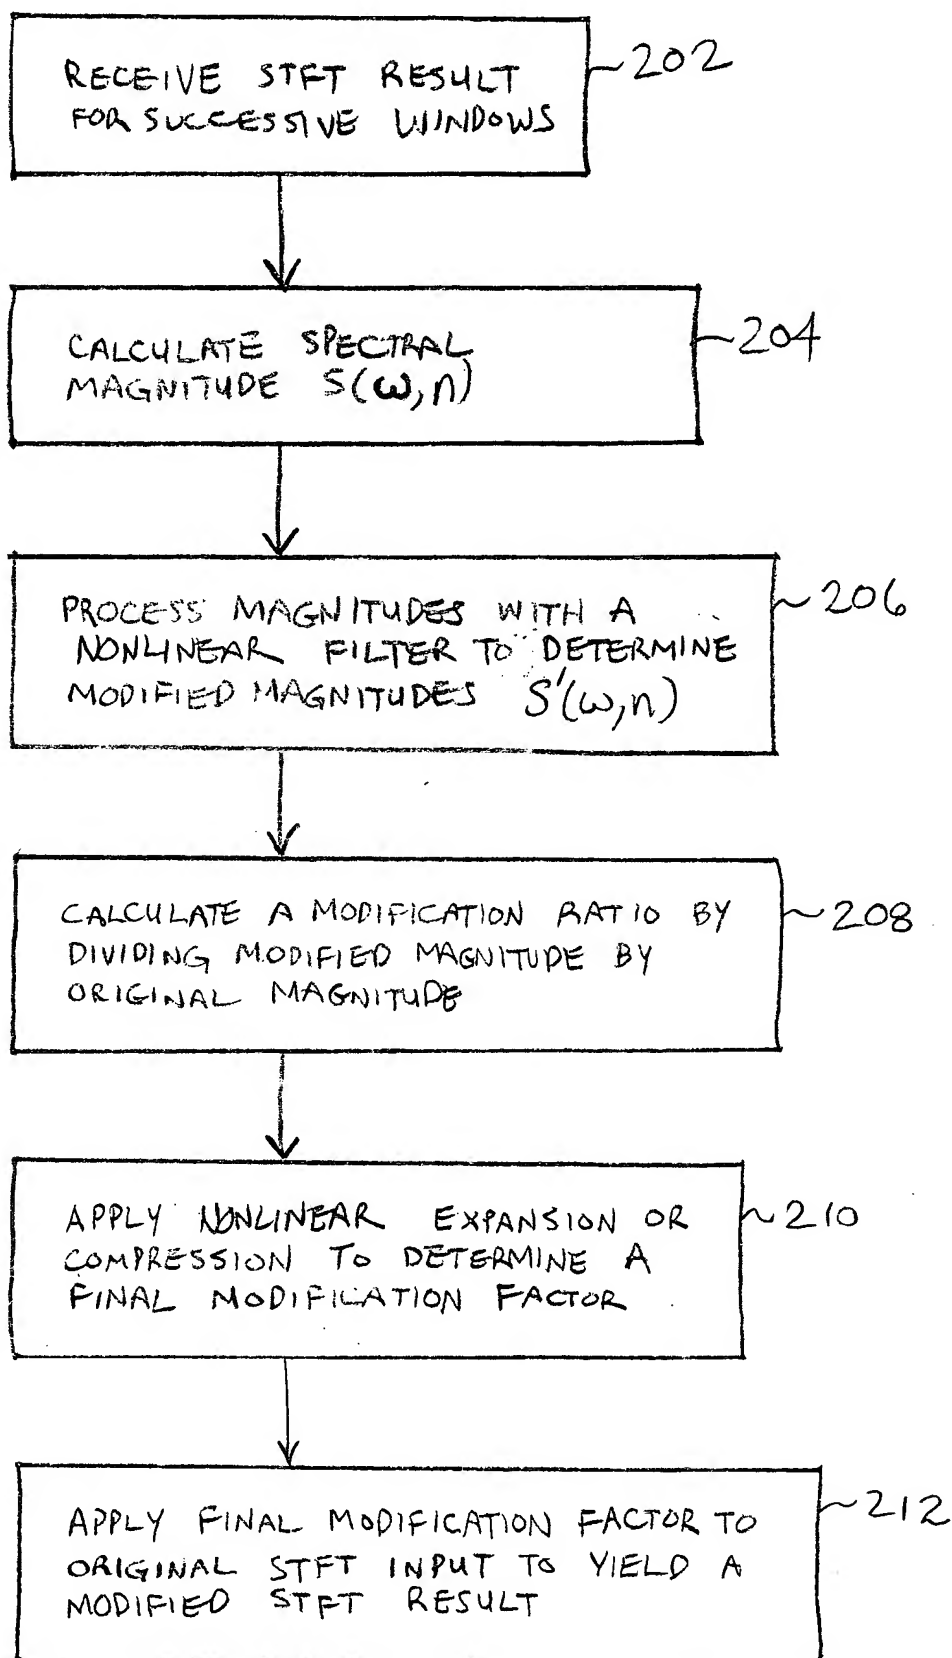 RECEIVE STFT RESULT
FOR SUCCESSIVE WINDOWS
202
CALCULATE SPECTRAL
MAGNITUDE S(ω,n)
204
PROCESS MAGNITUDES WITH A
NONLINEAR FILTER TO DETERMINE
MODIFIED MAGNITUDES S'(ω,n)
206
CALCULATE A MODIFICATION RATIO BY
DIVIDING MODIFIED MAGNITUDE BY
ORIGINAL MAGNITUDE
208
APPLY NONLINEAR EXPANSION OR
COMPRESSION TO DETERMINE A
FINAL MODIFICATION FACTOR
210
APPLY FINAL MODIFICATION FACTOR TO
ORIGINAL STFT INPUT TO YIELD A
MODIFIED STFT RESULT
212